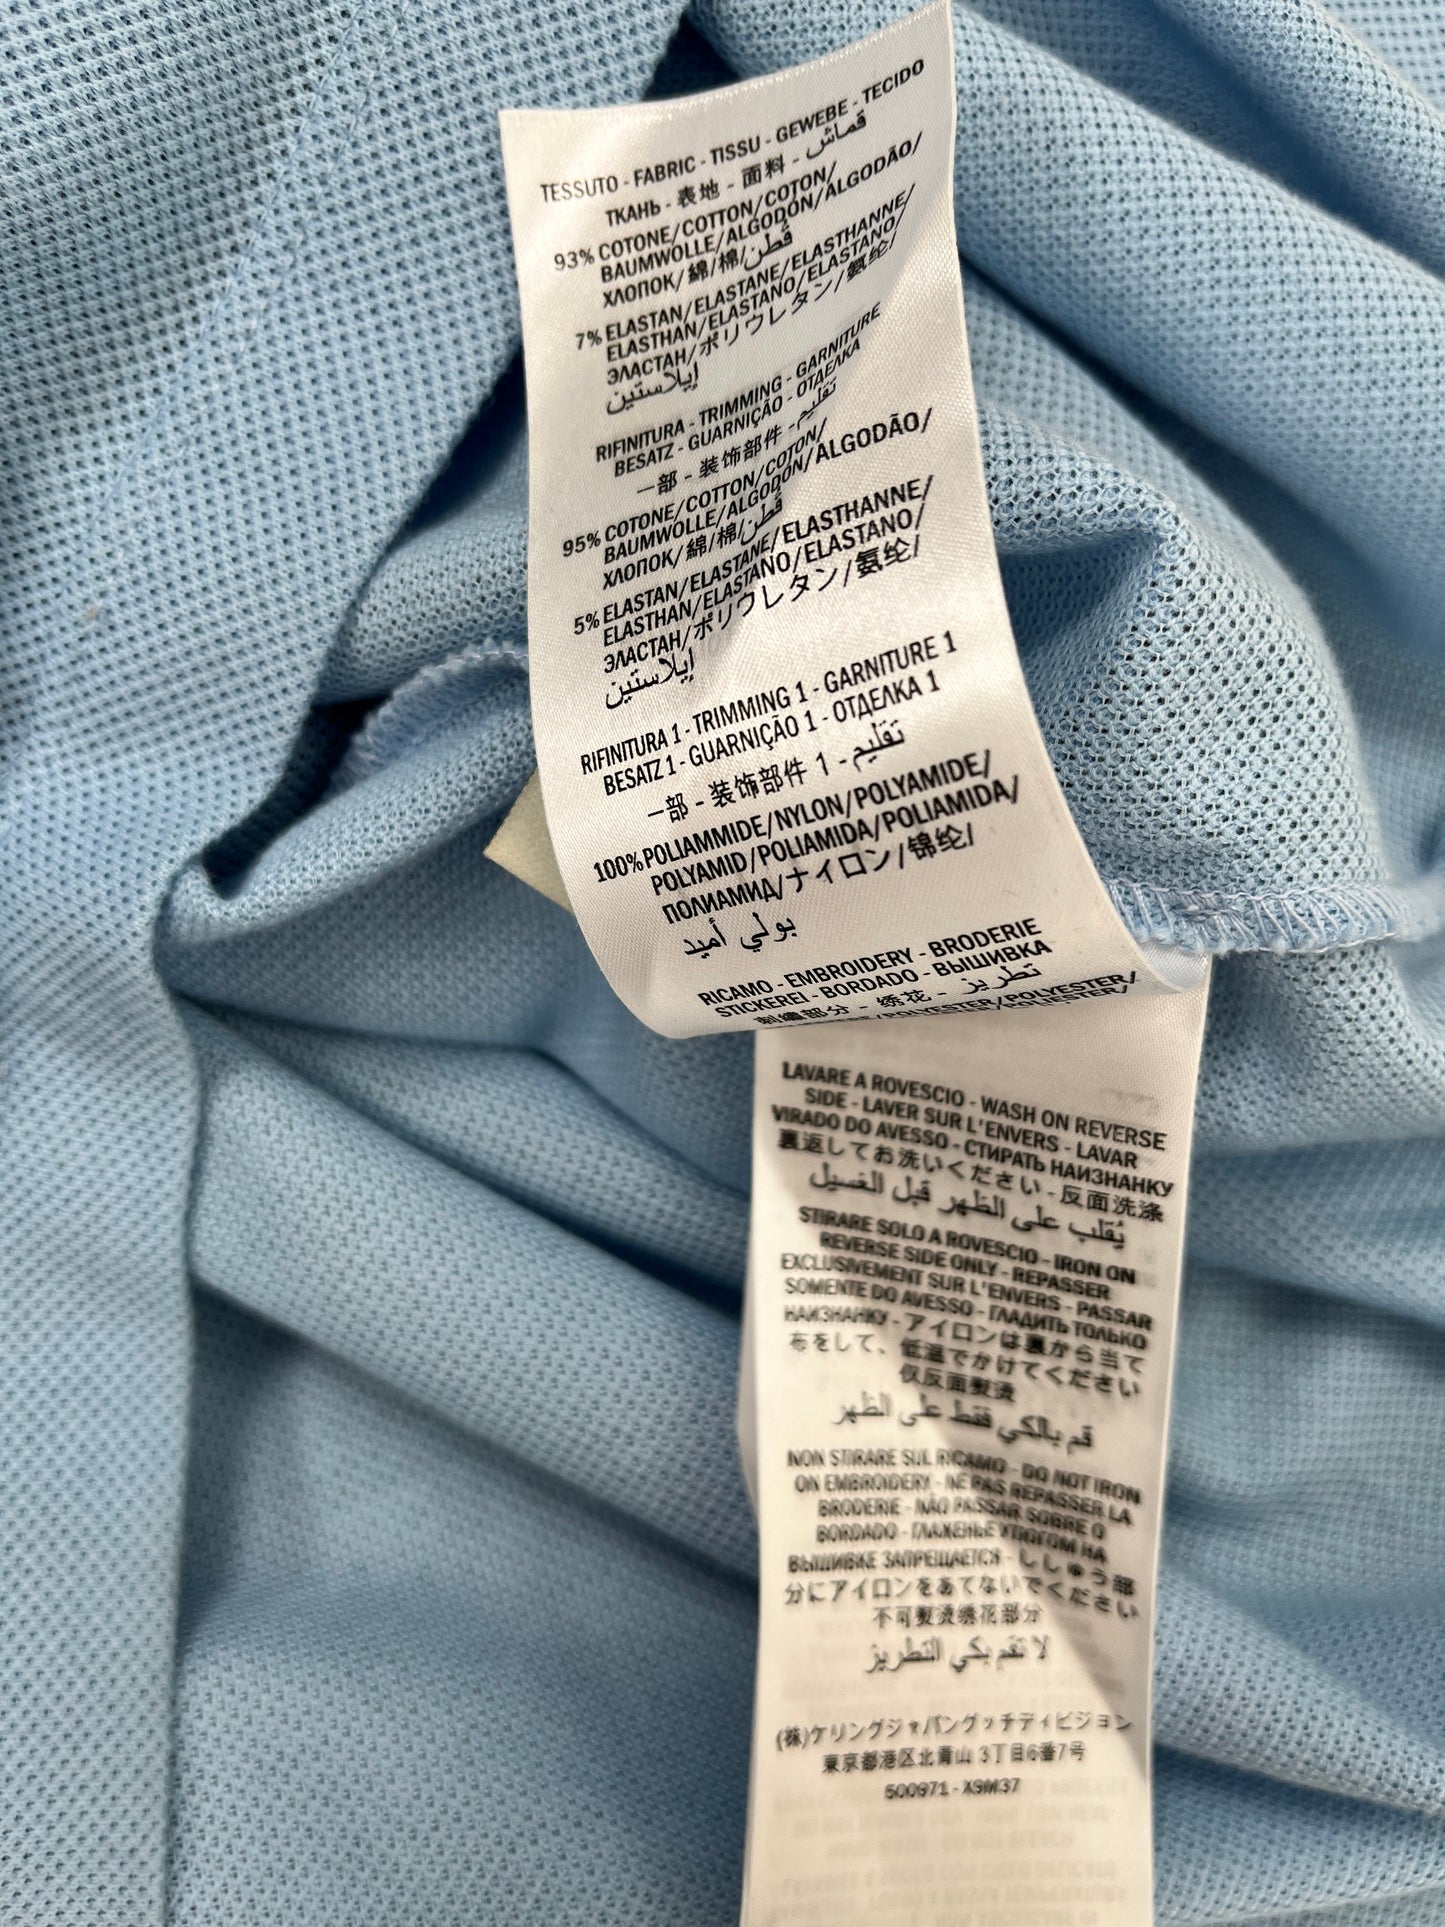 TESSUTO - FABRIC - TISSU - GEWEBE - TECIDO
ТКАНЬ - 表地 - 面料 - قماش
93% COTONE/COTTON/COTON/
BAUMWOLLE/ALGODÓN/ALGODÃO/
ХЛОПОК/綿/棉/قطن
7% ELASTAN/ELASTANE/ELASTHANNE/
ELASTHAN/ELASTANO/ELASTANO/
ЭЛАСТАН/ポリウレタン/氨纶/
إيلاستين
RIFINITURA - TRIMMING - GARNITURE
BESATZ - GUARNIÇÃO - ОТДЕЛКА
一部 - 装饰部件 - تقليم
95% COTONE/COTTON/COTON/
BAUMWOLLE/ALGODÓN/ALGODÃO/
ХЛОПОК/綿/棉/قطن
5% ELASTAN/ELASTANE/ELASTHANNE/
ELASTHAN/ELASTANO/ELASTANO/
ЭЛАСТАН/ポリウレタン/氨纶/
إيلاستين
RIFINITURA 1 - TRIMMING 1 - GARNITURE 1
BESATZ 1 - GUARNIÇÃO 1 - ОТДЕЛКА 1
一部 - 装饰部件 1 - تقليم
100% POLIAMMIDE/NYLON/POLYAMIDE/
POLYAMID/POLIAMIDA/POLIAMIDA/
ПОЛИАМИД/ナイロン/锦纶/
بولي أميد
RICAMO - EMBROIDERY - BRODERIE
STICKEREI - BORDADO - ВЫШИВКА
刺繍部分 - 绣花 - تطريز
/POLYESTER/POLYESTER/
LAVARE A ROVESCIO - WASH ON REVERSE
SIDE - LAVER SUR L'ENVERS - LAVAR
VIRADO DO AVESSO - СТИРАТЬ НАИЗНАНКУ
裏返してお洗いください - 反面洗涤
يُقلب على الظهر قبل الغسيل
STIRARE SOLO A ROVESCIO - IRON ON
REVERSE SIDE ONLY - REPASSER
EXCLUSIVEMENT SUR L'ENVERS - PASSAR
SOMENTE DO AVESSO - ГЛАДИТЬ ТОЛЬКО
НАИЗНАНКУ - アイロンは裏から当て
布をして、低温でかけてください
仅反面熨烫
قم بالكي فقط على الظهر
NON STIRARE SUL RICAMO - DO NOT IRON
ON EMBROIDERY - NE PAS REPASSER LA
BRODERIE - NÃO PASSAR SOBRE O
BORDADO - ГЛАЖЕНЬЕ УТЮГОМ НА
ВЫШИВКЕ ЗАПРЕЩАЕТСЯ - ししゅう部
分にアイロンをあてないでください
不可熨烫绣花部分
لا تقم بكي التطريز
(株)ケリングジャパングッチディビジョン
東京都港区北青山 3丁目6番7号
500971 - X9M37